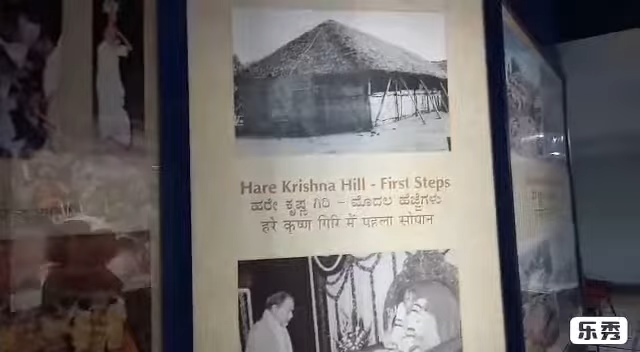 Hare Krishna Hill - First Steps
ಹರೇ ಕೃಷ್ಣ ಗಿರಿ - ಮೊದಲ ಹೆಜ್ಜೆಗಳು
हरे कृष्ण गिरि में पहला सोपान
乐秀